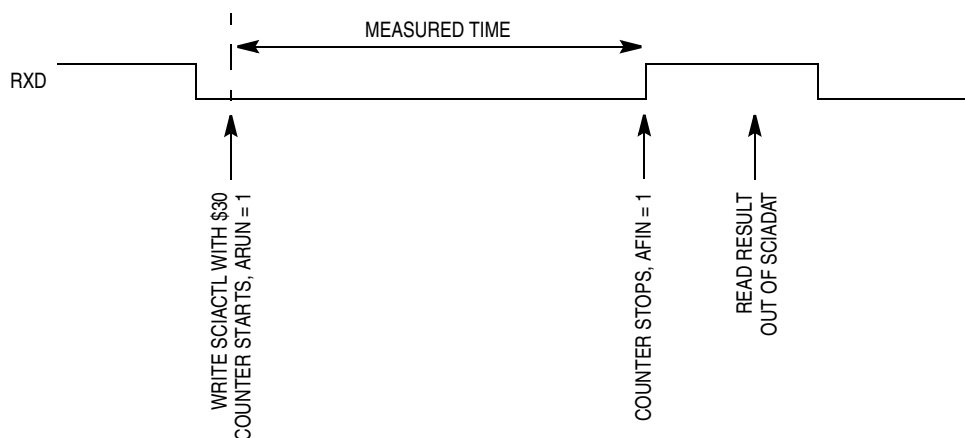 MEASURED TIME
RXD
WRITE SCIACTL WITH $30
COUNTER STARTS, ARUN = 1
COUNTER STOPS, AFIN = 1
READ RESULT
OUT OF SCIADAT